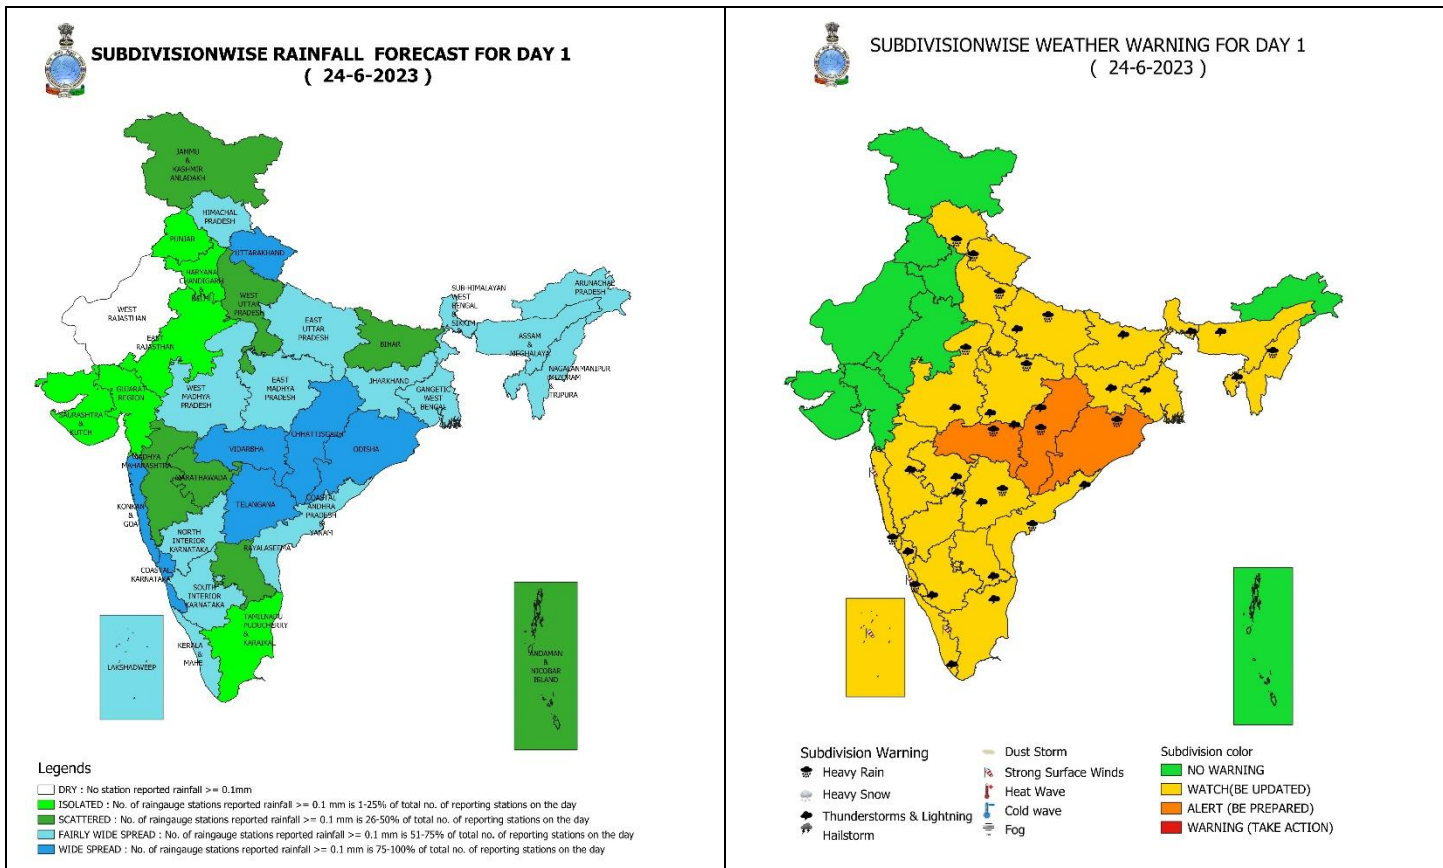 SUBDIVISIONWISE RAINFALL FORECAST FOR DAY 1
( 24-6-2023 )
JAMMU
&
KASHMIR
ANLADAKH
HIMACHAL
PRADESH
PUNJAB
UTTARAKHAND
HARYANA
CHANDIGARH
&
DELHI
WEST
RAJASTHAN
WEST
UTTAR
PRADESH
EAST
RAJASTHAN
EAST
UTTAR
PRADESH
SUB-HIMALAYAN
WEST
BENGAL
&
SIKKIM
ARUNACHAL
PRADESH
ASSAM
&
MEGHALAYA
BIHAR
NAGALANMANIPUR
MIZORAM
&
TRIPURA
GUJARAT
REGION
SAURASHTRA
&
KUTCH
WEST
MADHYA
PRADESH
EAST
MADHYA
PRADESH
JHARKHAND
GANGETIC
WEST
BENGAL
CHHATTISGARH
VIDARBHA
ODISHA
MADHYA
MAHARASHTRA
MARATHAWADA
KONKAN
&
GOA
TELANGANA
COASTAL
ANDHRA
PRADESH
&
YANAM
NORTH
INTERIOR
KARNATAKA
RAYALASEEMA
COASTAL
KARNATAKA
SOUTH
INTERIOR
KARNATAKA
TAMILNADU
PUDUCHERRY
&
KARAIKAL
KERALA
&
MAHE
LAKSHADWEEP
ANDAMAN
&
NICOBAR
ISLAND
Legends
DRY : No station reported rainfall >= 0.1mm
ISOLATED : No. of raingauge stations reported rainfall >= 0.1 mm is 1-25% of total no. of reporting stations on the day
SCATTERED : No. of raingauge stations reported rainfall >= 0.1 mm is 26-50% of total no. of reporting stations on the day
FAIRLY WIDE SPREAD : No. of raingauge stations reported rainfall >= 0.1 mm is 51-75% of total no. of reporting stations on the day
WIDE SPREAD : No. of raingauge stations reported rainfall >= 0.1 mm is 75-100% of total no. of reporting stations on the day
SUBDIVISIONWISE WEATHER WARNING FOR DAY 1
( 24-6-2023 )
Subdivision Warning
Heavy Rain
Heavy Snow
Thunderstorms & Lightning
Hailstorm
Dust Storm
Strong Surface Winds
Heat Wave
Cold wave
Fog
Subdivision color
NO WARNING
WATCH(BE UPDATED)
ALERT (BE PREPARED)
WARNING (TAKE ACTION)